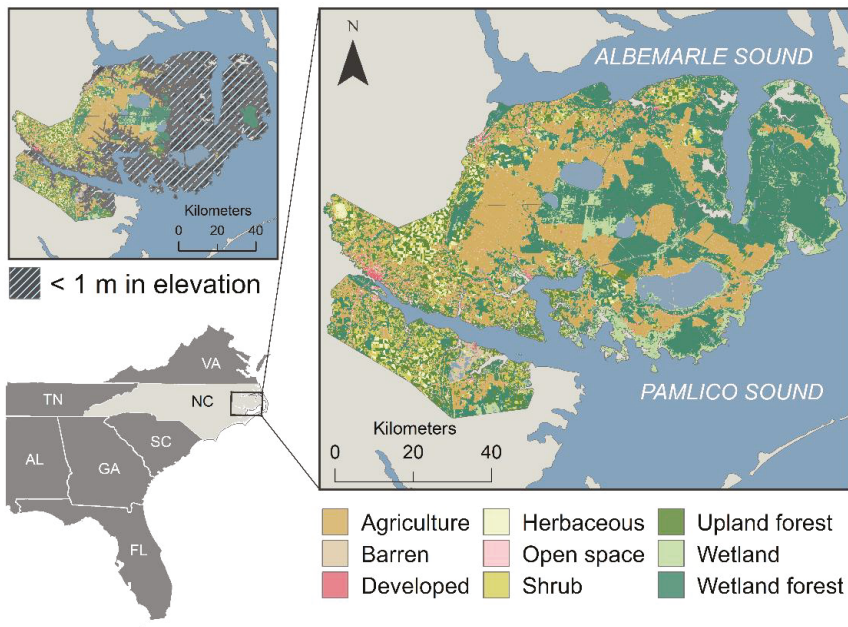 N
ALBEMARLE SOUND
PAMLICO SOUND
Kilometers
0 20 40
Kilometers
0 20 40
< 1 m in elevation
VA
TN
NC
SC
AL
GA
FL
Agriculture
Barren
Developed
Herbaceous
Open space
Shrub
Upland forest
Wetland
Wetland forest